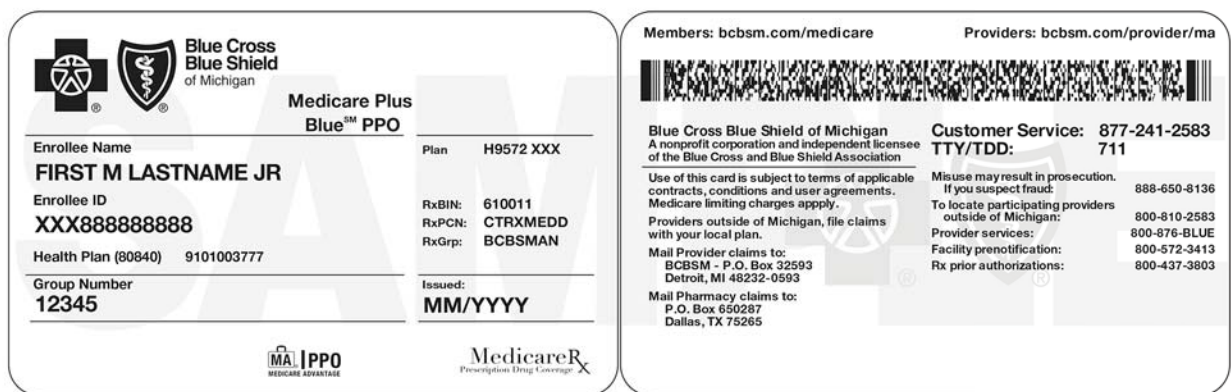 Blue Cross
Blue Shield
of Michigan
®
®
Medicare Plus
Blue℠ PPO
Enrollee Name
FIRST M LASTNAME JR
Enrollee ID
XXX888888888
Health Plan (80840) 9101003777
Group Number
12345
Plan H9572 XXX
RxBIN: 610011
RxPCN: CTRXMEDD
RxGrp: BCBSMAN
Issued:
MM/YYYY
MA PPO
MEDICARE ADVANTAGE
MedicareRx
Prescription Drug Coverage
Members: bcbsm.com/medicare Providers: bcbsm.com/provider/ma
Blue Cross Blue Shield of Michigan
A nonprofit corporation and independent licensee
of the Blue Cross and Blue Shield Association
Use of this card is subject to terms of applicable
contracts, conditions and user agreements.
Medicare limiting charges appply.
Providers outside of Michigan, file claims
with your local plan.
Mail Provider claims to:
BCBSM - P.O. Box 32593
Detroit, MI 48232-0593
Mail Pharmacy claims to:
P.O. Box 650287
Dallas, TX 75265
Customer Service: 877-241-2583
TTY/TDD: 711
Misuse may result in prosecution.
If you suspect fraud: 888-650-8136
To locate participating providers
outside of Michigan: 800-810-2583
Provider services: 800-876-BLUE
Facility prenotification: 800-572-3413
Rx prior authorizations: 800-437-3803
SAMPLE